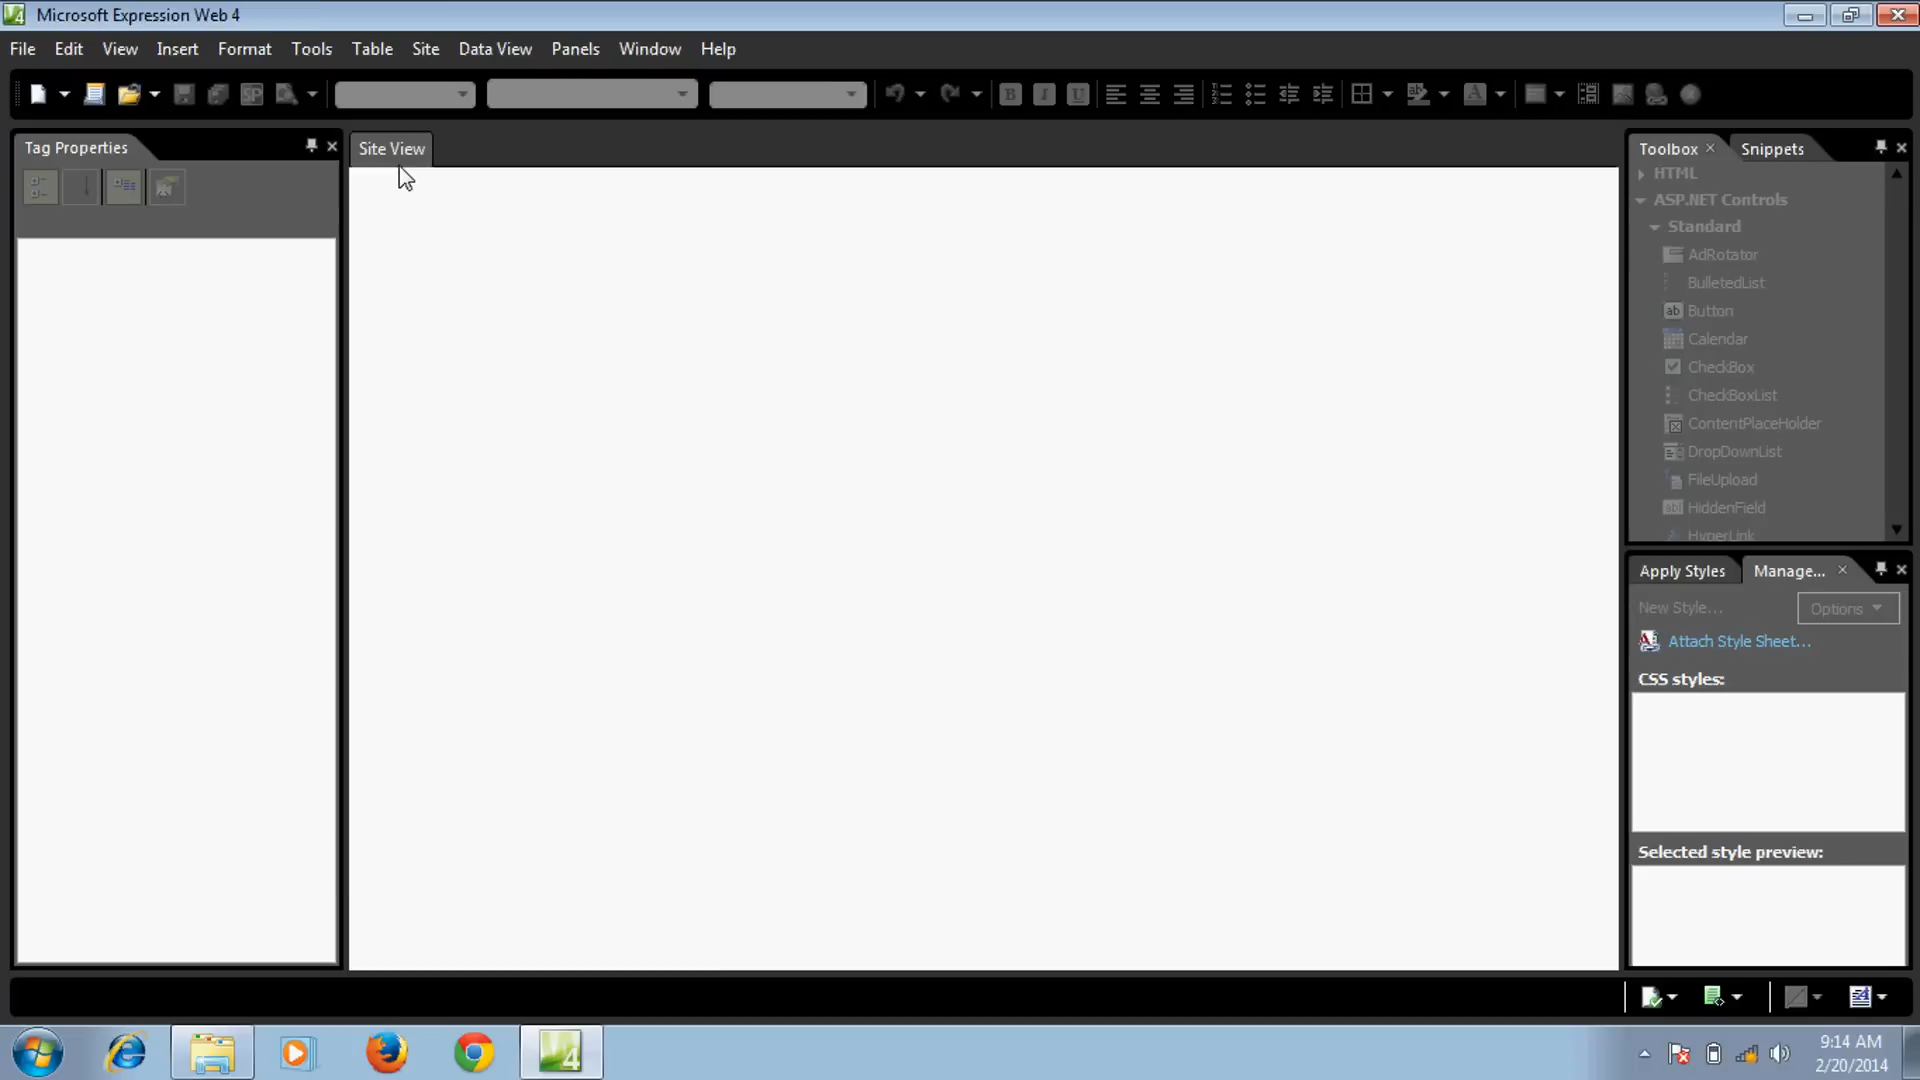 Microsoft Expression Web 4
File Edit View Insert Format Tools Table Site Data View Panels Window Help
Tag Properties
Site View
Toolbox
Snippets
HTML
ASP.NET Controls
Standard
AdRotator
BulletedList
Button
Calendar
CheckBox
CheckBoxList
ContentPlaceHolder
DropDownList
FileUpload
HiddenField
HyperLink
Apply Styles
Manage...
New Style...
Options
Attach Style Sheet...
CSS styles:
Selected style preview:
9:14 AM
2/20/2014